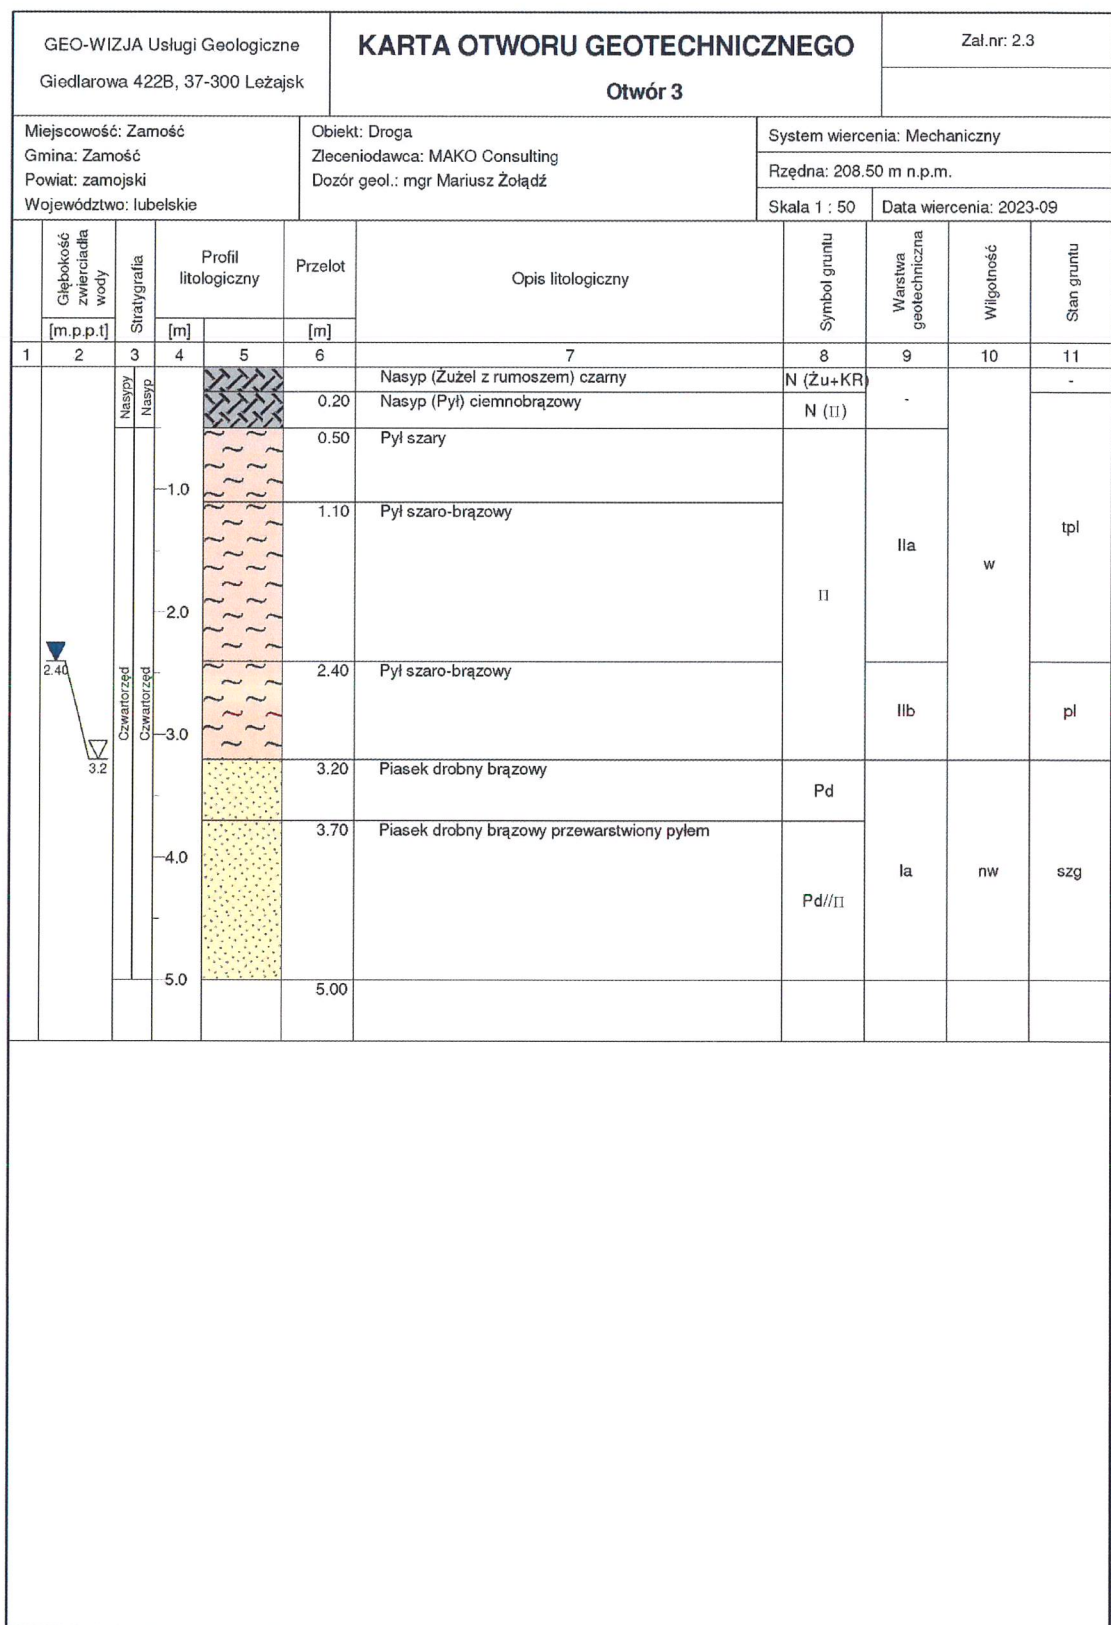 GEO-WIZJA Usługi Geologiczne
Giedlarowa 422B, 37-300 Leżajsk
KARTA OTWORU GEOTECHNICZNEGO
Otwór 3
Zał.nr: 2.3
Miejscowość: Zamość
Gmina: Zamość
Powiat: zamojski
Województwo: lubelskie
Obiekt: Droga
Zleceniodawca: MAKO Consulting
Dozór geol.: mgr Mariusz Żołądź
System wiercenia: Mechaniczny
Rzędna: 208.50 m n.p.m.
Skala 1 : 50 Data wiercenia: 2023-09
Głębokość zwierciadła wody
[m.p.p.t]
Stratygrafia
Profil litologiczny
[m]
Przelot
[m]
Opis litologiczny
Symbol gruntu
Warstwa geotechniczna
Wilgotność
Stan gruntu
1 2 3 4 5 6 7 8 9 10 11
Nasypy
Nasyp
Nasyp (Żużel z rumoszem) czarny N (Żu+KR) -
0.20 Nasyp (Pył) ciemnobrązowy N (Π) -
0.50 Pył szary
1.0
1.10 Pył szaro-brązowy
tpl
IIa
w
Π
2.0
2.40
2.40 Pył szaro-brązowy
Czwartorzęd
Czwartorzęd
IIb
pl
3.0
3.2
3.20 Piasek drobny brązowy
Pd
3.70 Piasek drobny brązowy przewarstwiony pyłem
4.0
Ia
nw
szg
Pd//Π
5.0
5.00